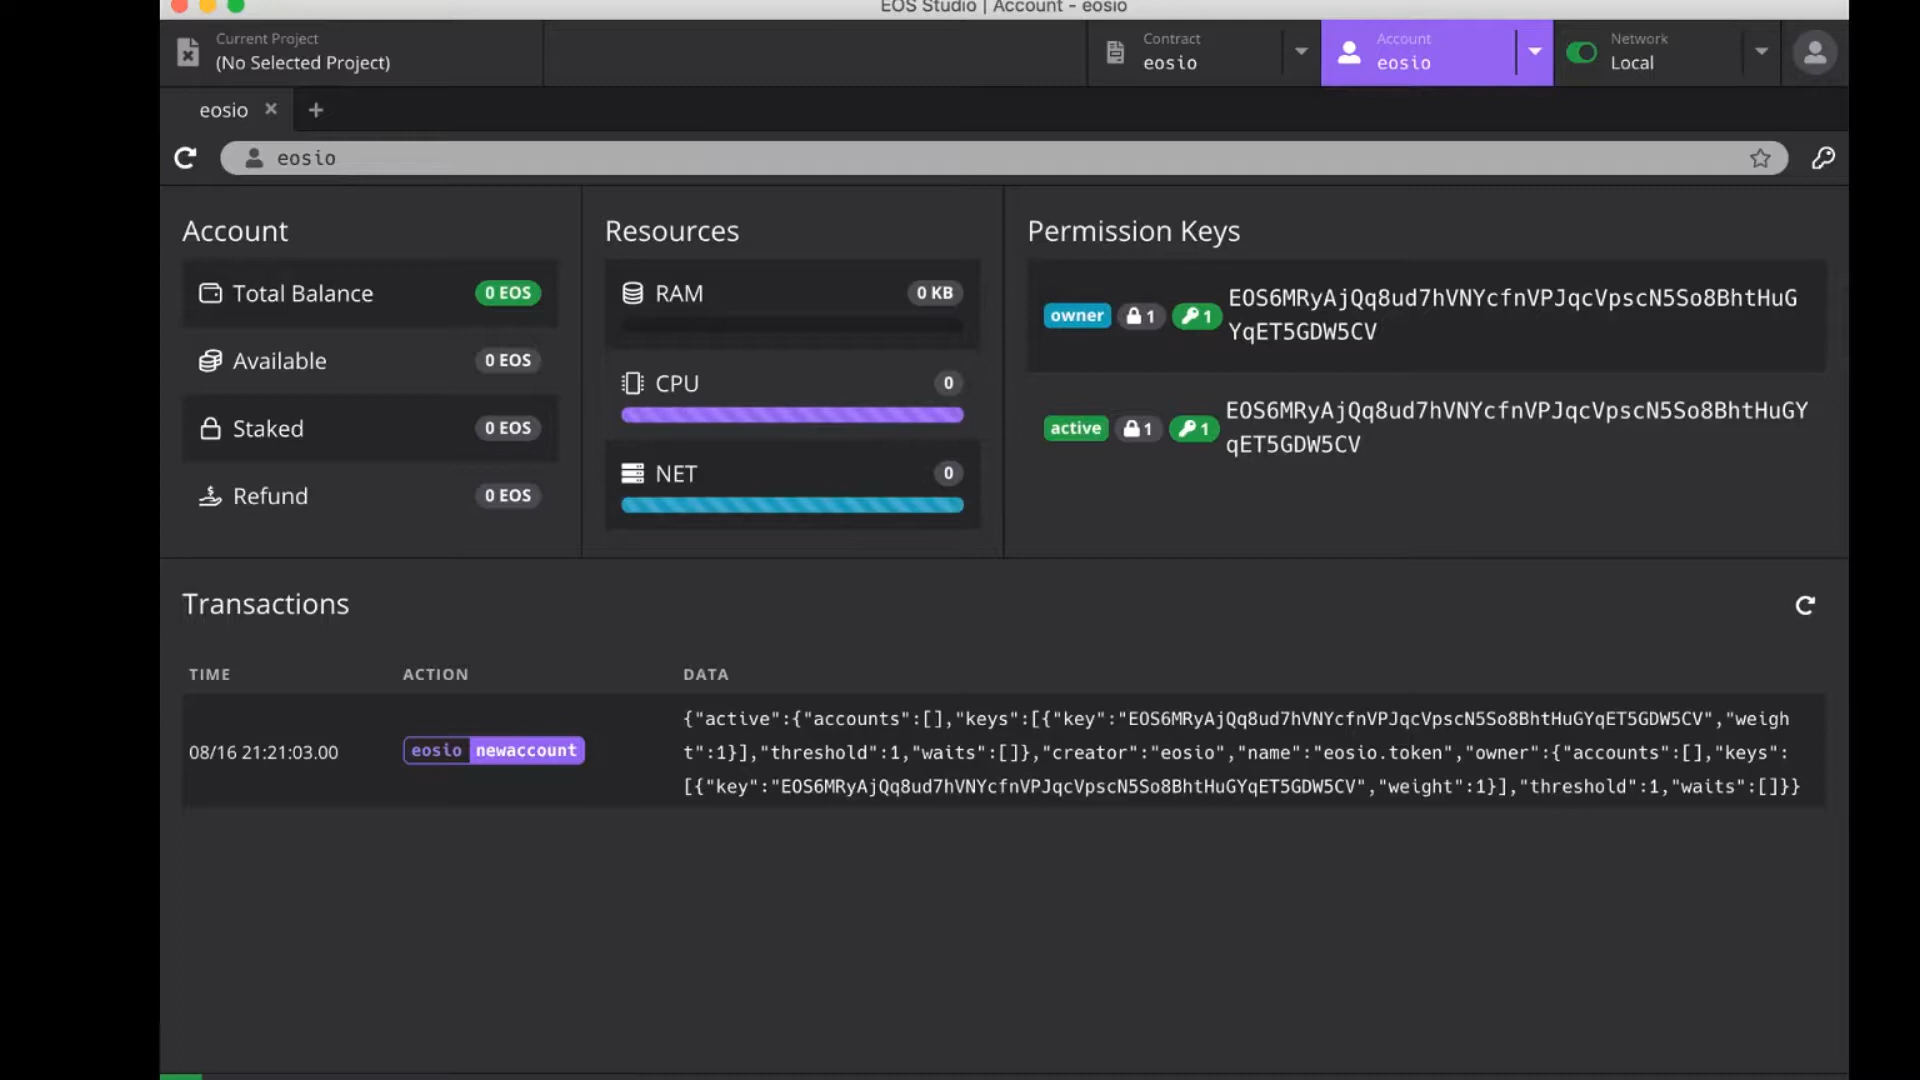 EOS Studio | Account - eosio
Current Project
(No Selected Project)
Contract
eosio
Account
eosio
Network
Local
eosio
eosio
Account
Total Balance 0 EOS
Available 0 EOS
Staked 0 EOS
Refund 0 EOS
Resources
RAM 0 KB
CPU 0
NET 0
Permission Keys
owner 1 1 EOS6MRyAjQq8ud7hVNYcfnVPJqcVpscN5So8BhtHuG
YqET5GDW5CV
active 1 1 EOS6MRyAjQq8ud7hVNYcfnVPJqcVpscN5So8BhtHuGY
qET5GDW5CV
Transactions
TIME ACTION DATA
08/16 21:21:03.00 eosio newaccount
{"active":{"accounts":[],"keys":[{"key":"EOS6MRyAjQq8ud7hVNYcfnVPJqcVpscN5So8BhtHuGYqET5GDW5CV","weigh
t":1}],"threshold":1,"waits":[]},"creator":"eosio","name":"eosio.token","owner":{"accounts":[],"keys":
[{"key":"EOS6MRyAjQq8ud7hVNYcfnVPJqcVpscN5So8BhtHuGYqET5GDW5CV","weight":1}],"threshold":1,"waits":[]}}